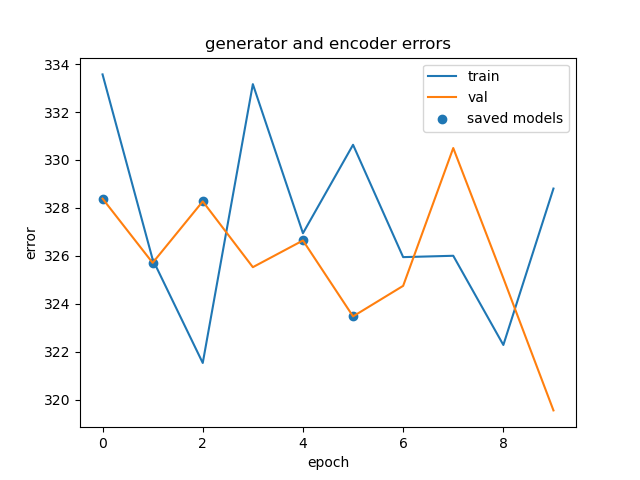 generator and encoder errors
334
332
330
328
326
324
322
320
error
train
val
saved models
0
2
4
6
8
epoch